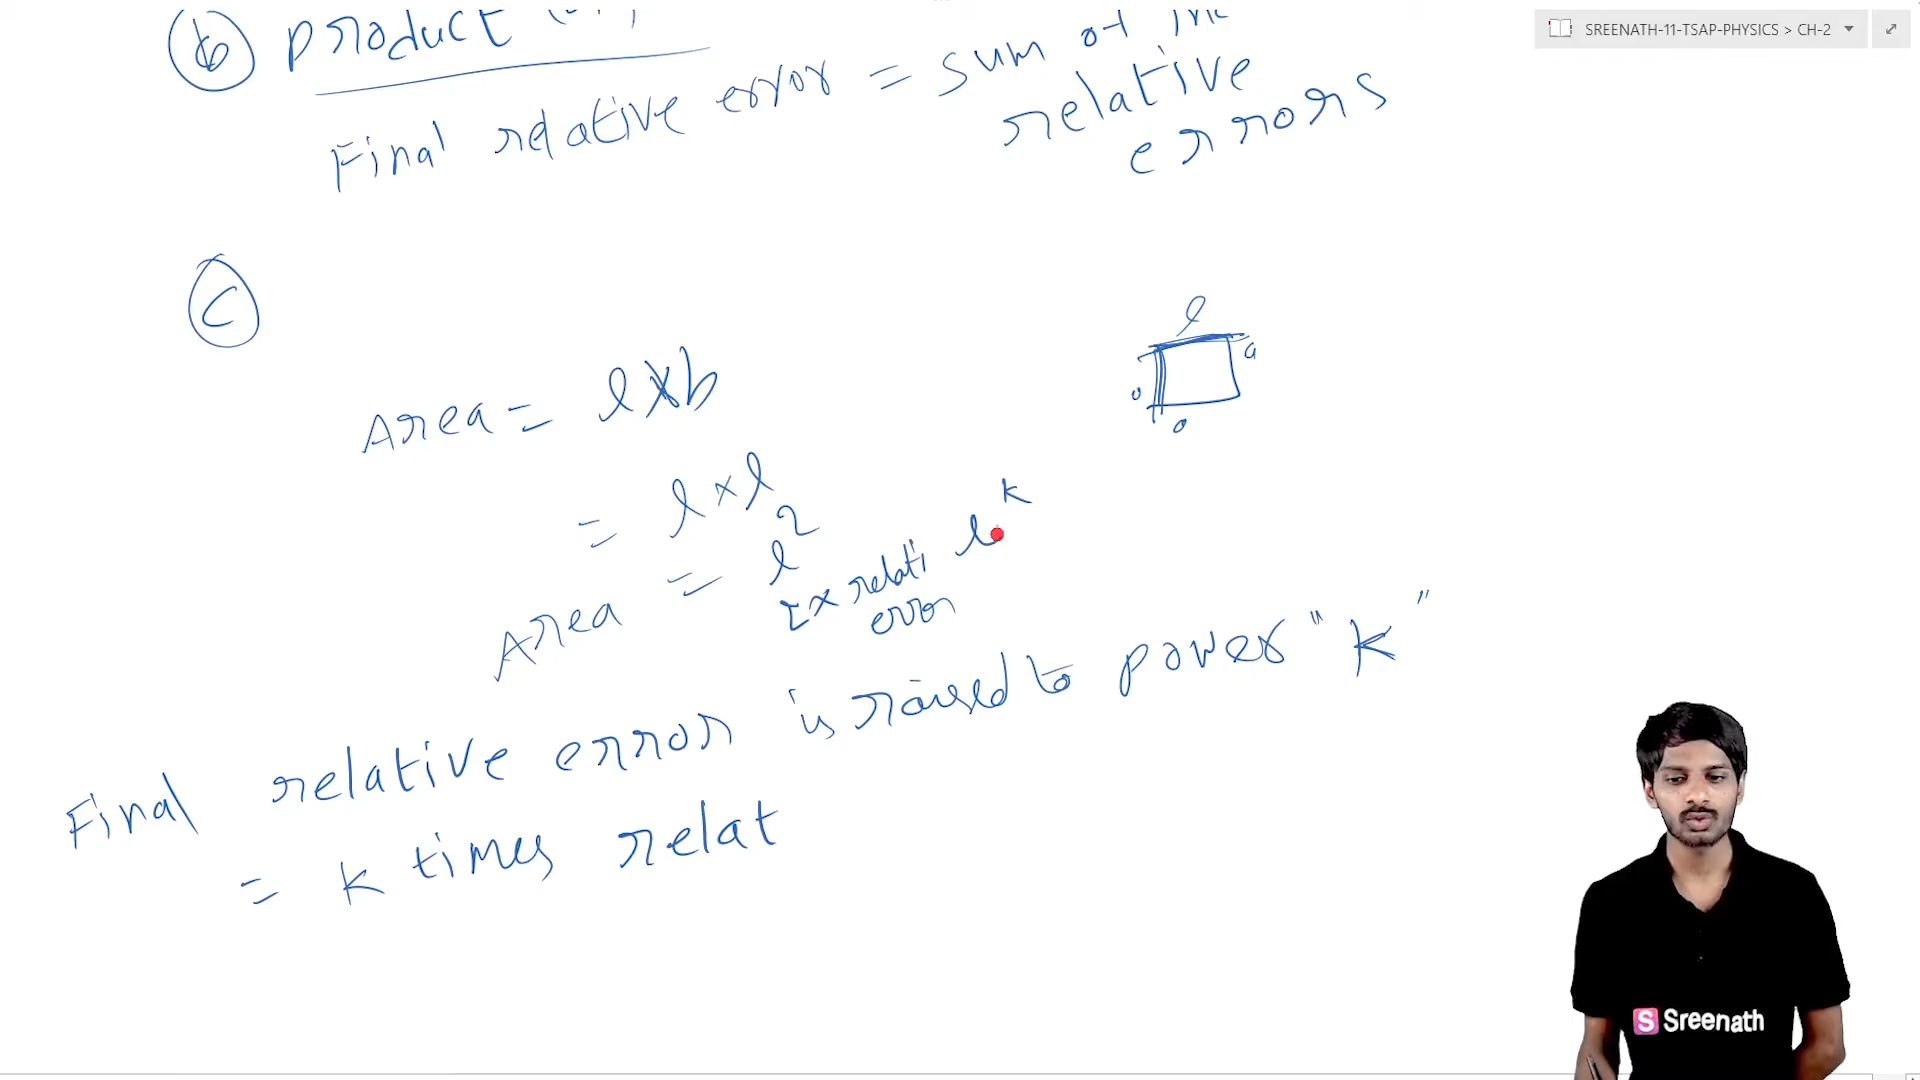 SREENATH-11-TSAP-PHYSICS > CH-2
b product
Final relative error = sum of the
relative
errors
C
l
a
Area = l x b
= l x l
Area = l²
l^k
2 x relati
error
Final relative error is raised to power "k"
= k times relat
S Sreenath